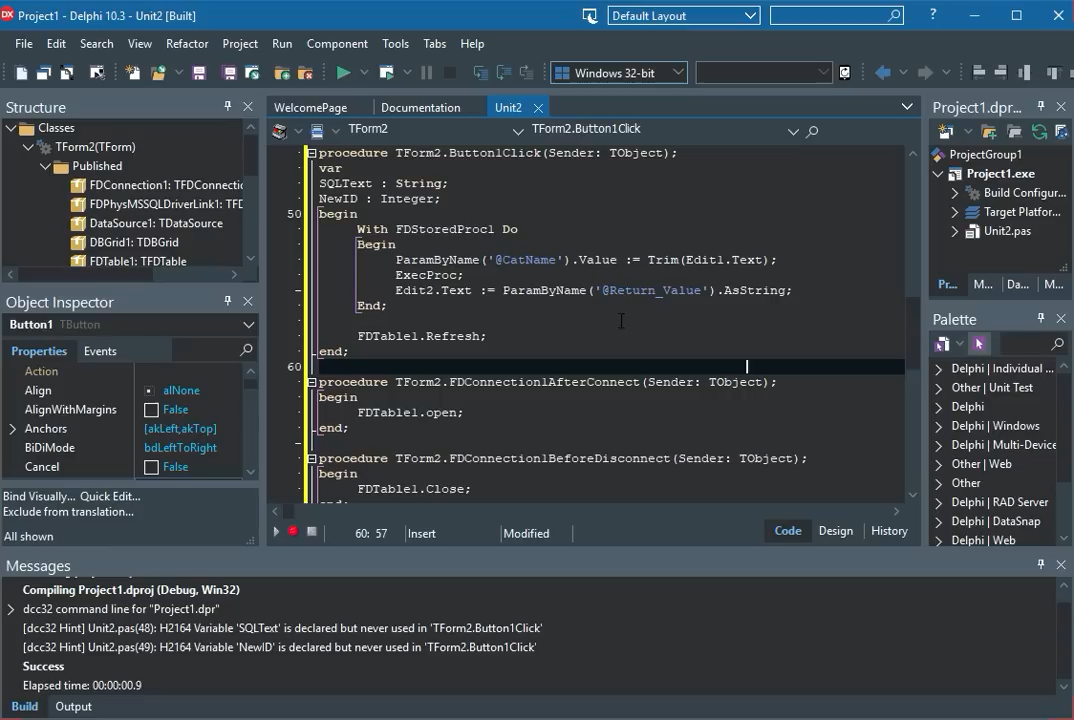 Project1 - Delphi 10.3 - Unit2 [Built]
Default Layout
File Edit Search View Refactor Project Run Component Tools Tabs Help
Windows 32-bit
Structure
Classes
TForm2(TForm)
Published
FDConnection1: TFDConnectic
FDPhysMSSQLDriverLink1: TFD
DataSource1: TDataSource
DBGrid1: TDBGrid
FDTable1: TFDTable
Object Inspector
Button1 TButton
Properties Events
Action
Align alNone
AlignWithMargins False
Anchors [akLeft,akTop]
BiDiMode bdLeftToRight
Cancel False
Bind Visually... Quick Edit...
Exclude from translation...
All shown
WelcomePage Documentation Unit2
TForm2 TForm2.Button1Click
procedure TForm2.Button1Click(Sender: TObject);
var
SQLText : String;
NewID : Integer;
50 begin
With FDStoredProc1 Do
Begin
ParamByName('@CatName').Value := Trim(Edit1.Text);
ExecProc;
Edit2.Text := ParamByName('@Return_Value').AsString;
End;
FDTable1.Refresh;
end;
60
procedure TForm2.FDConnection1AfterConnect(Sender: TObject);
begin
FDTable1.open;
end;
procedure TForm2.FDConnection1BeforeDisconnect(Sender: TObject);
begin
FDTable1.Close;
60: 57 Insert Modified Code Design History
Project1.dpr...
ProjectGroup1
Project1.exe
Build Configur...
Target Platfor...
Unit2.pas
Pr... M... Da... M...
Palette
Delphi | Individual ...
Other | Unit Test
Delphi
Delphi | Windows
Delphi | Multi-Device
Other | Web
Other
Delphi | RAD Server
Delphi | DataSnap
Delphi | Web
Messages
Compiling Project1.dproj (Debug, Win32)
dcc32 command line for "Project1.dpr"
[dcc32 Hint] Unit2.pas(48): H2164 Variable 'SQLText' is declared but never used in 'TForm2.Button1Click'
[dcc32 Hint] Unit2.pas(49): H2164 Variable 'NewID' is declared but never used in 'TForm2.Button1Click'
Success
Elapsed time: 00:00:00.9
Build Output